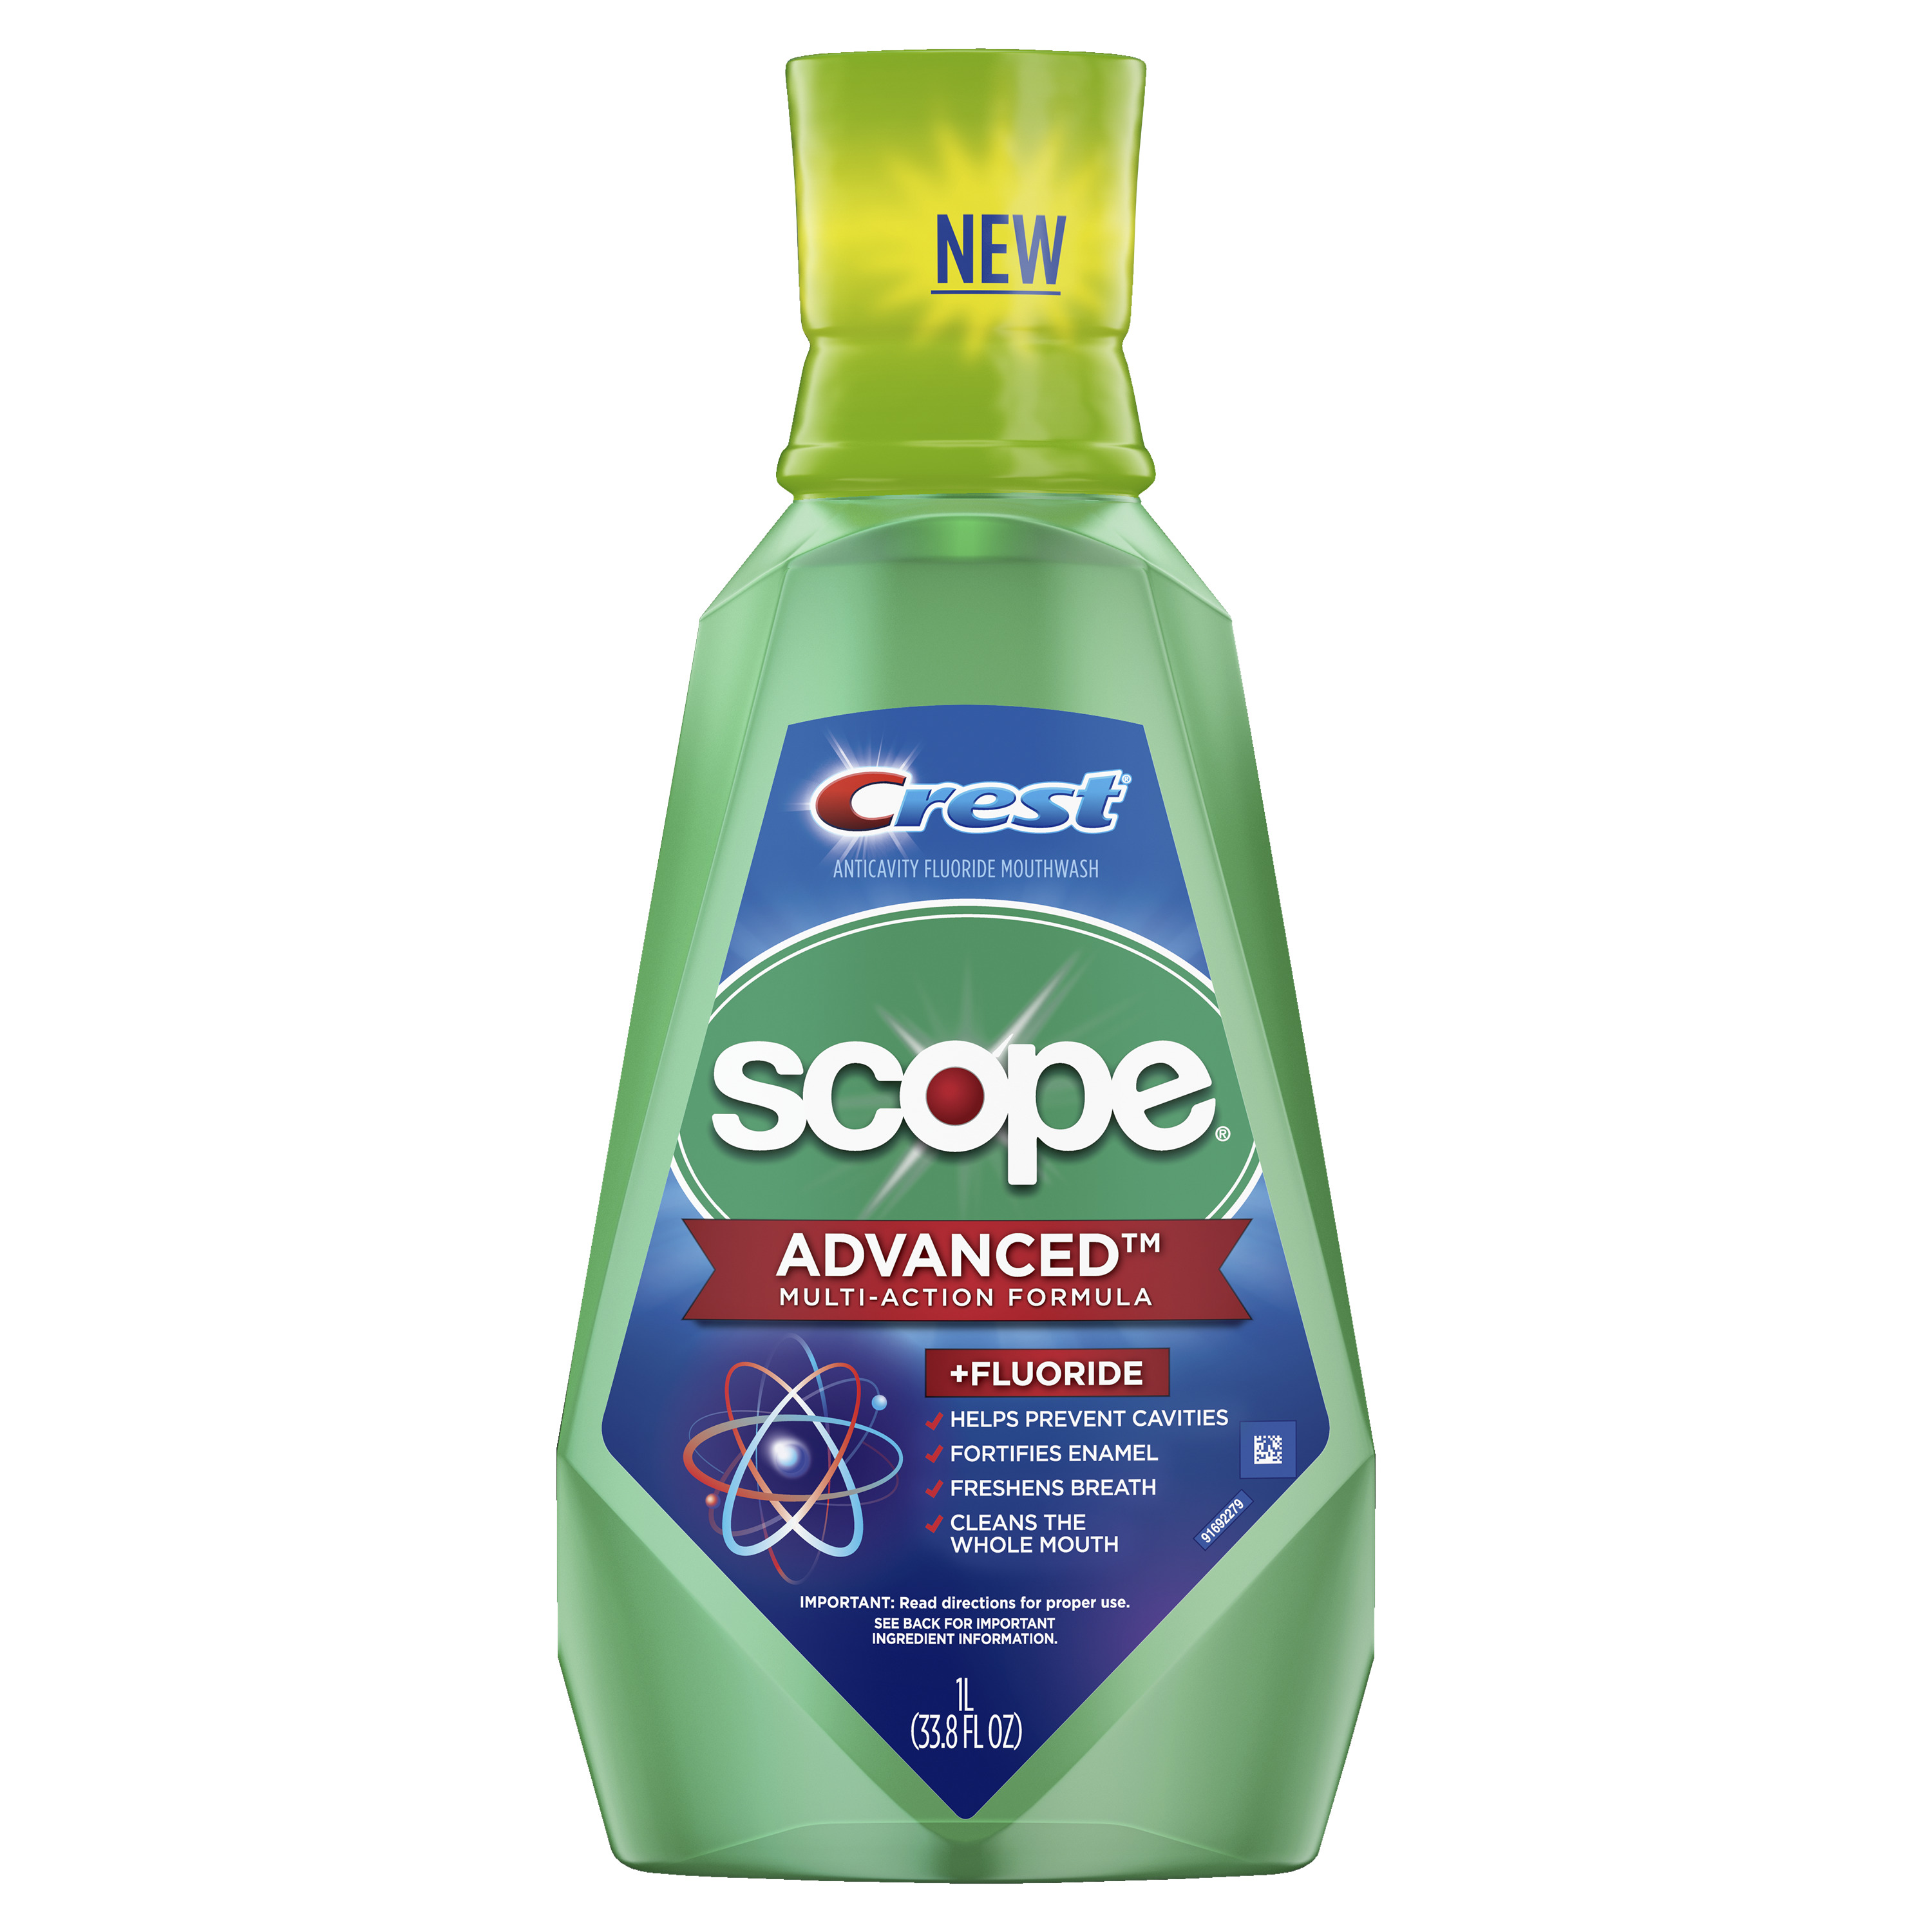 NEW
Crest®
ANTICAVITY FLUORIDE MOUTHWASH
scope®
ADVANCED™
MULTI-ACTION FORMULA
+FLUORIDE
HELPS PREVENT CAVITIES
FORTIFIES ENAMEL
FRESHENS BREATH
CLEANS THE
WHOLE MOUTH
91692279
IMPORTANT: Read directions for proper use.
SEE BACK FOR IMPORTANT
INGREDIENT INFORMATION.
1L
(33.8 FL OZ)